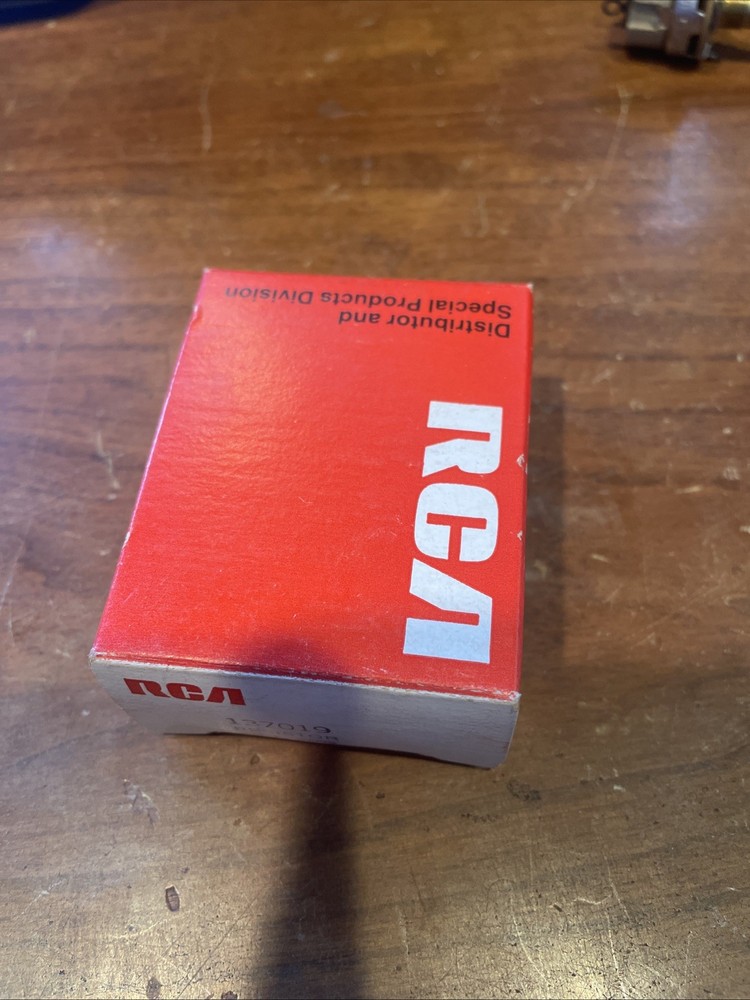 Distributor and
Special Products Division
RCA
RCA
137019